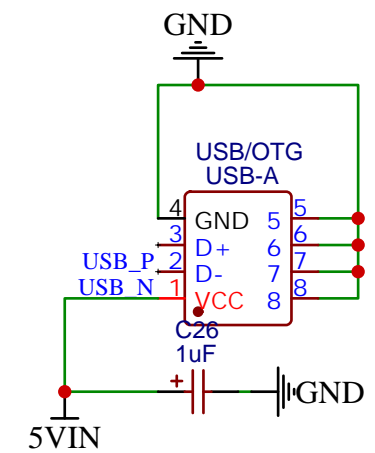 GND
USB/OTG
USB-A
4 GND 5 5
3 D+ 6 6
USB_P 2 D- 7 7
USB_N 1 VCC 8 8
C26
1uF
+
GND
5VIN